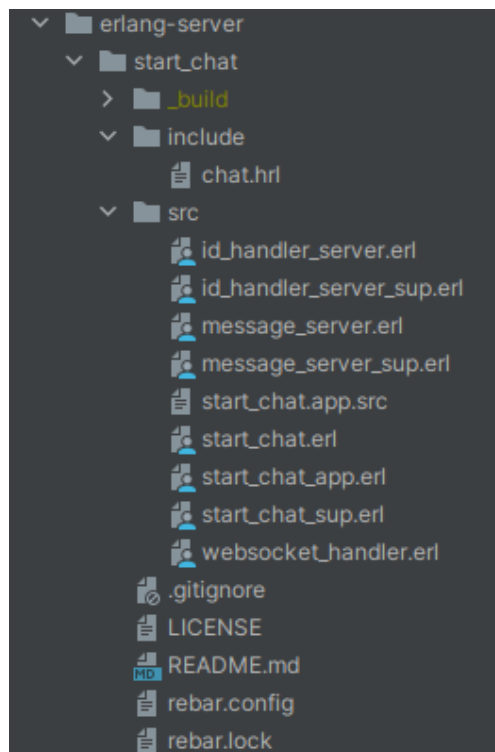 erlang-server
start_chat
_build
include
chat.hrl
src
id_handler_server.erl
id_handler_server_sup.erl
message_server.erl
message_server_sup.erl
start_chat.app.src
start_chat.erl
start_chat_app.erl
start_chat_sup.erl
websocket_handler.erl
.gitignore
LICENSE
MD README.md
rebar.config
rebar.lock